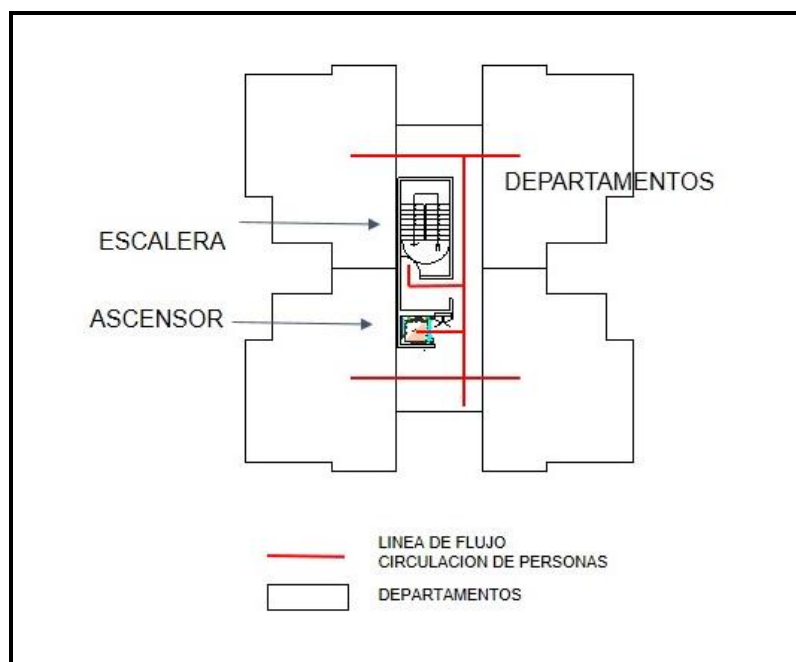 DEPARTAMENTOS
ESCALERA
ASCENSOR
LINEA DE FLUJO
CIRCULACION DE PERSONAS
DEPARTAMENTOS